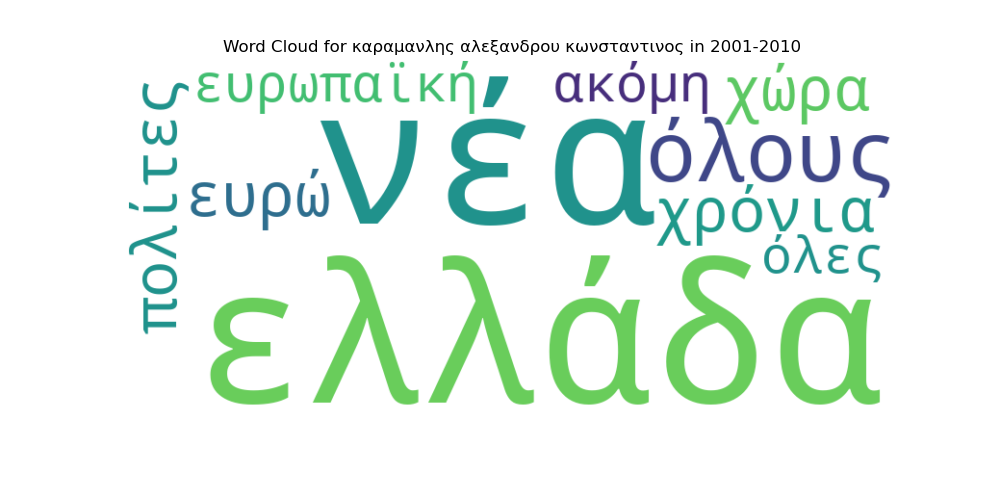 Word Cloud for καραμανλης αλεξανδρου κωνσταντινος in 2001-2010
ευρωπαϊκή
ακόμη
χώρα
πολίτες
νέα
όλους
ευρώ
χρόνια
όλες
ελλάδα